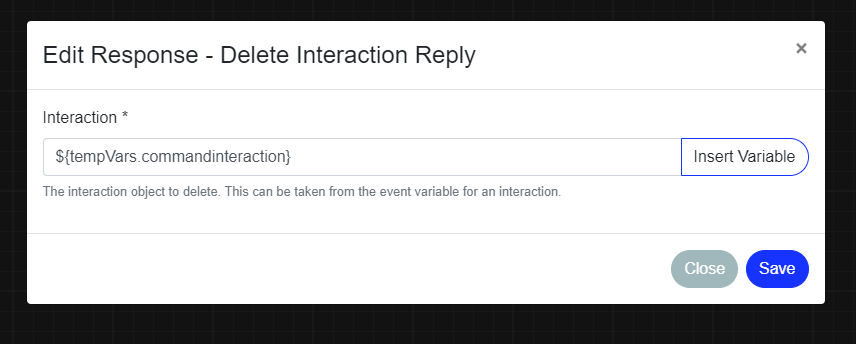 Edit Response - Delete Interaction Reply
×
Interaction *
${tempVars.commandinteraction}
Insert Variable
The interaction object to delete. This can be taken from the event variable for an interaction.
Close
Save